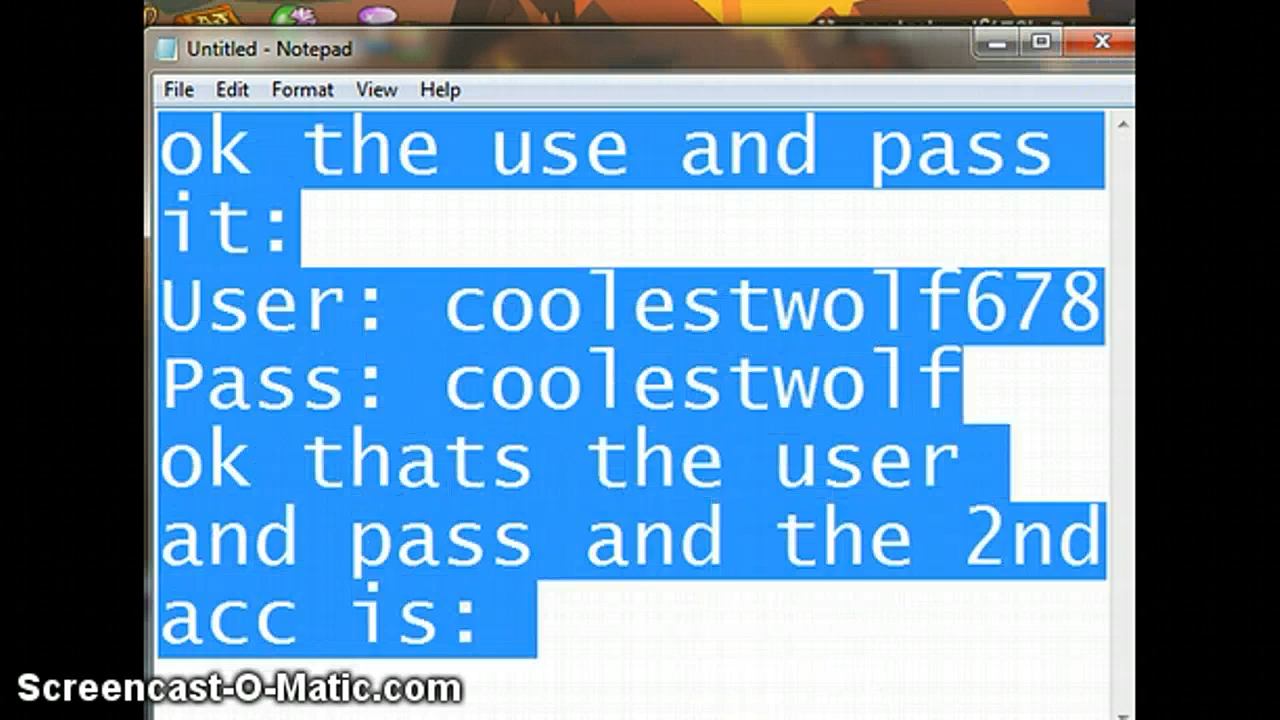 Untitled - Notepad
File Edit Format View Help
ok the use and pass
it:
User: coolestwolf678
Pass: coolestwolf
ok thats the user
and pass and the 2nd
acc is:
Screencast-O-Matic.com